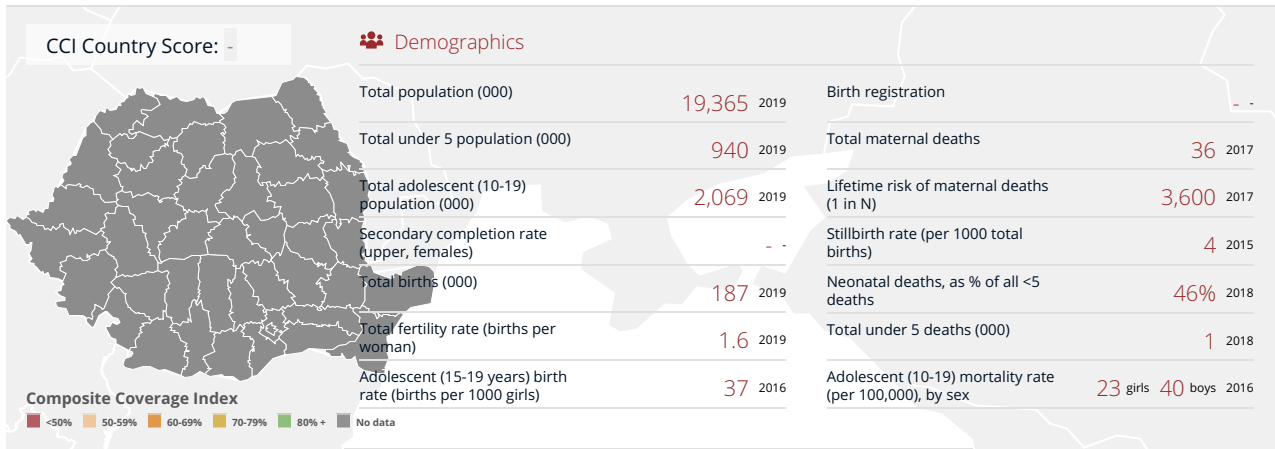 CCI Country Score: -
Demographics
Total population (000)
19,365 2019
Total under 5 population (000)
940 2019
Total adolescent (10-19)
population (000)
2,069 2019
Secondary completion rate
(upper, females)
- -
Total births (000)
187 2019
Total fertility rate (births per
woman)
1.6 2019
Adolescent (15-19 years) birth
rate (births per 1000 girls)
37 2016
Birth registration
- -
Total maternal deaths
36 2017
Lifetime risk of maternal deaths
(1 in N)
3,600 2017
Stillbirth rate (per 1000 total
births)
4 2015
Neonatal deaths, as % of all <5
deaths
46% 2018
Total under 5 deaths (000)
1 2018
Adolescent (10-19) mortality rate
(per 100,000), by sex
23 girls 40 boys 2016
Composite Coverage Index
<50% 50-59% 60-69% 70-79% 80% + No data